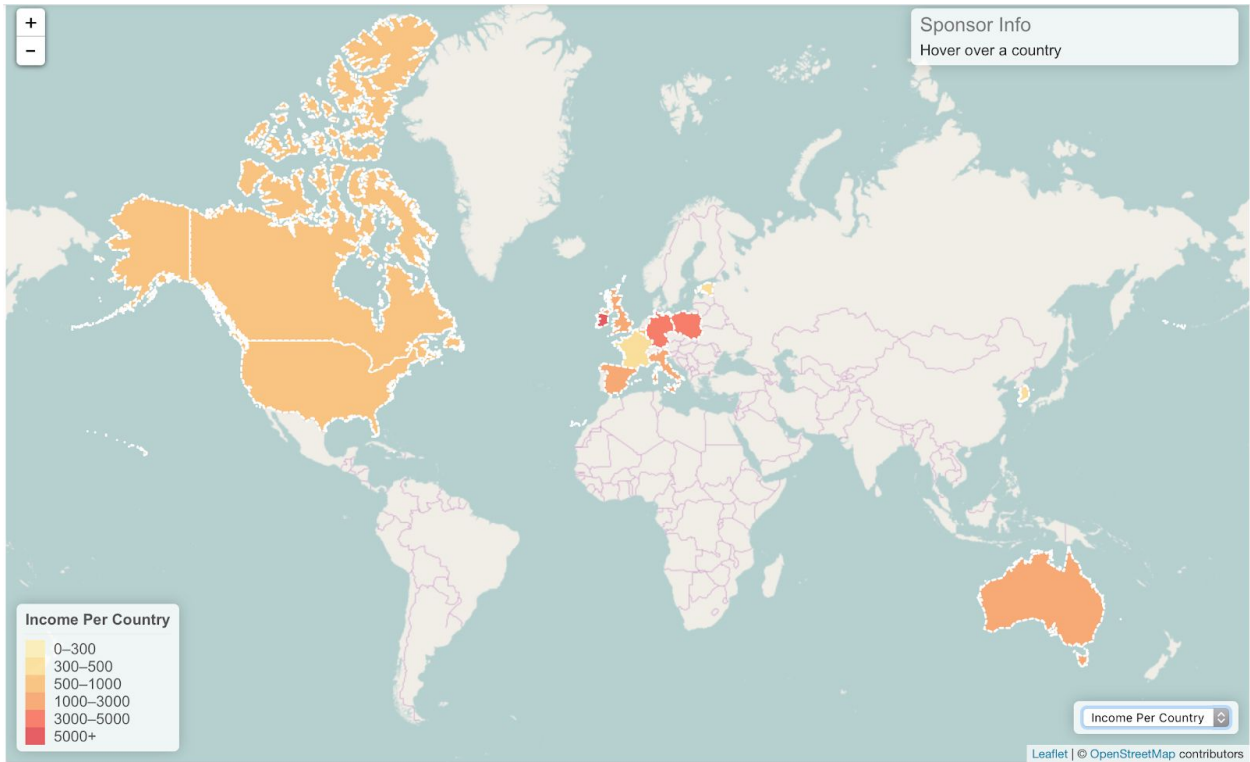 +
−
Sponsor Info
Hover over a country
Income Per Country
0–300
300–500
500–1000
1000–3000
3000–5000
5000+
Income Per Country
Leaflet | © OpenStreetMap contributors